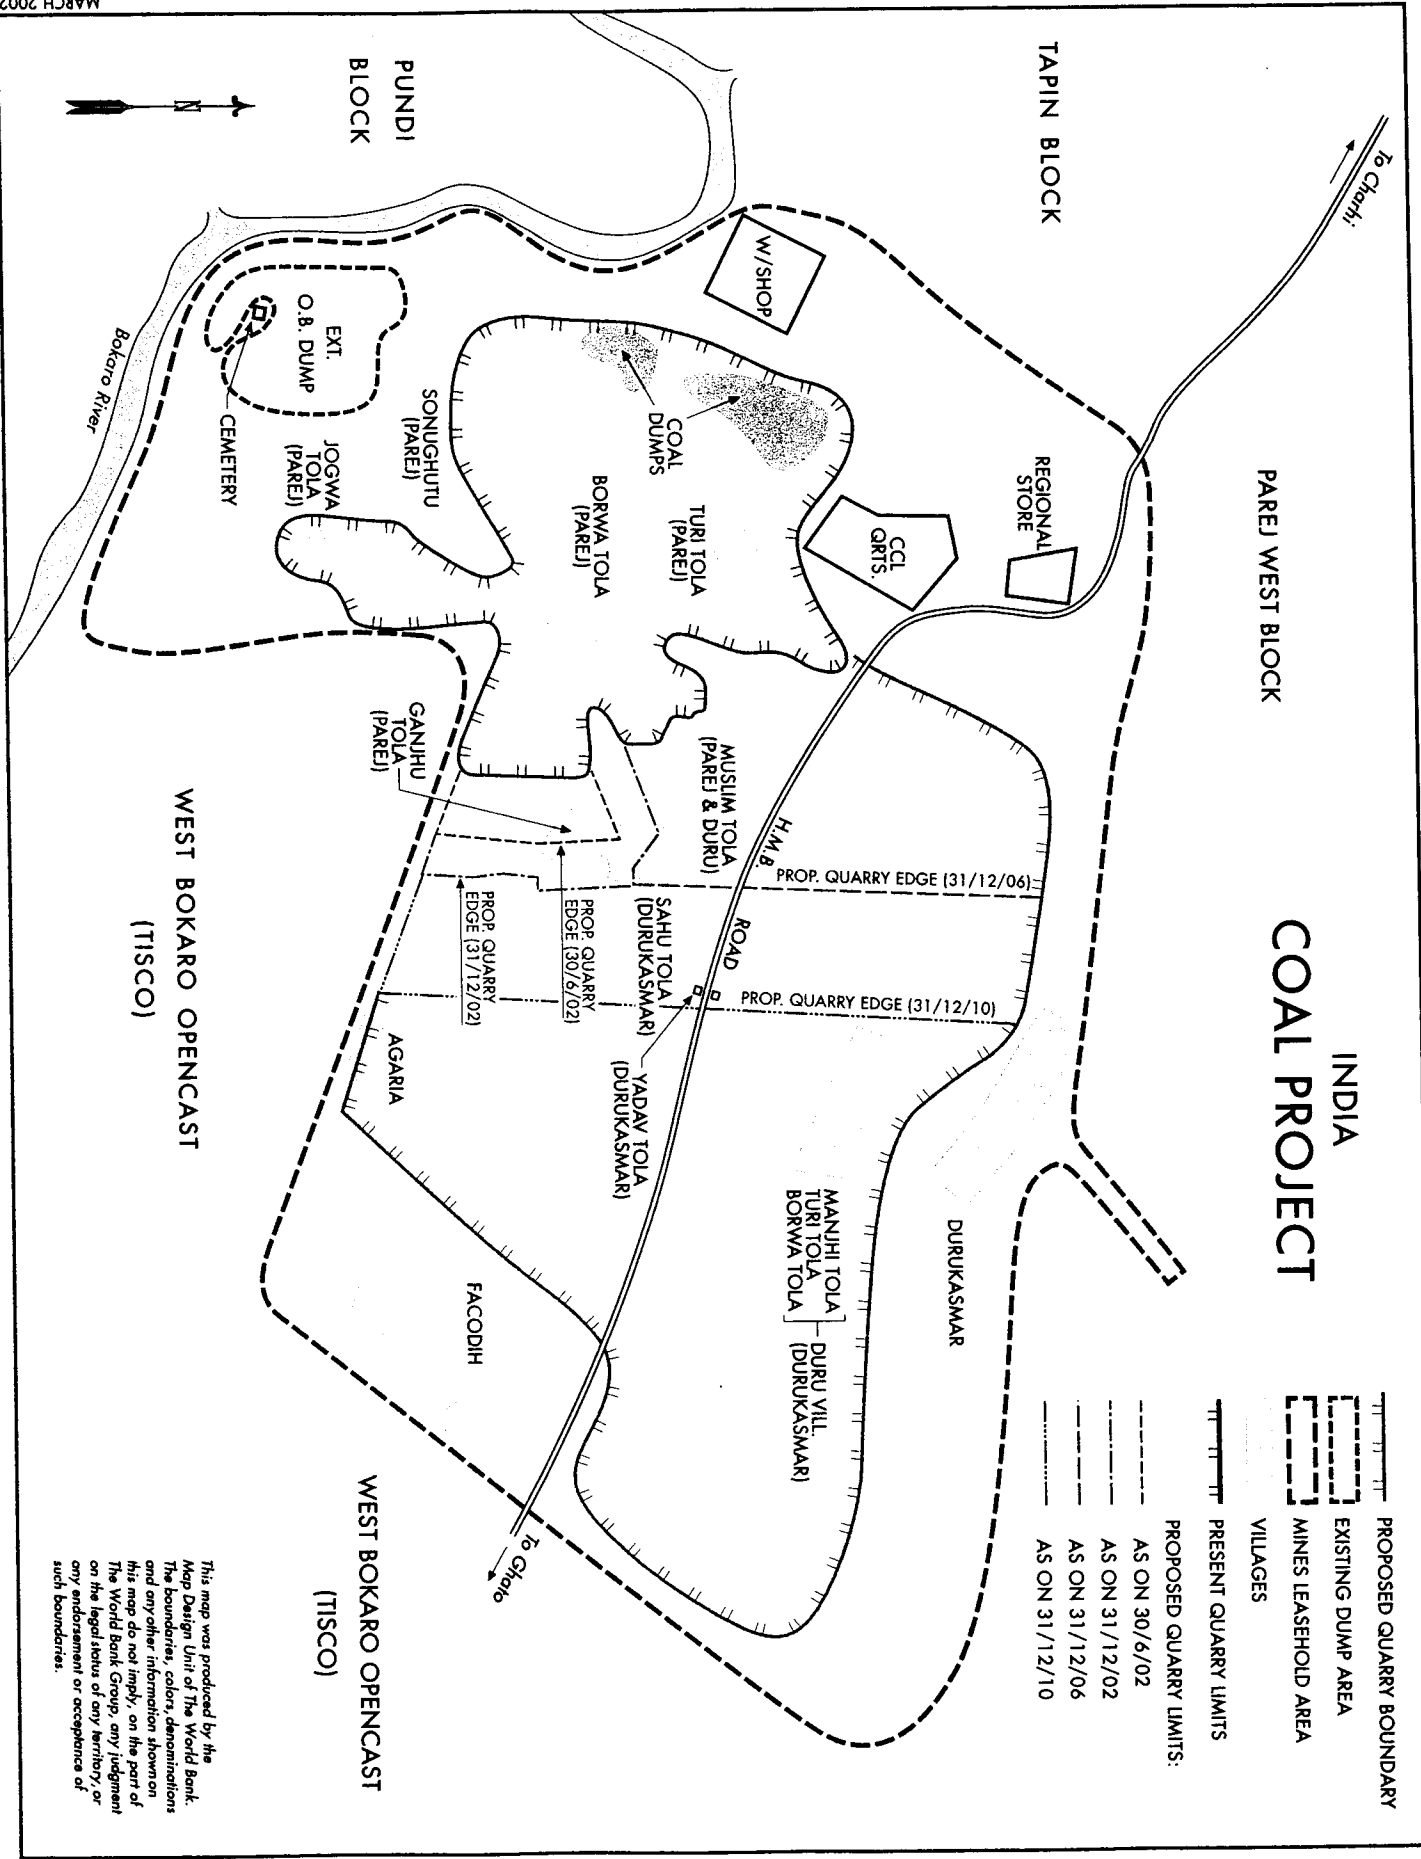 INDIA
COAL PROJECT
PROPOSED QUARRY BOUNDARY
EXISTING DUMP AREA
MINES LEASEHOLD AREA
VILLAGES
PRESENT QUARRY LIMITS
PROPOSED QUARRY LIMITS:
AS ON 30/6/02
AS ON 31/12/02
AS ON 31/12/06
AS ON 31/12/10
To Charhi
TAPIN BLOCK
PAREJ WEST BLOCK
REGIONAL
STORE
CCL
QRTS.
W/SHOP
PUNDI
BLOCK
N
COAL
DUMPS
TURI TOLA
(PAREJ)
BORWA TOLA
(PAREJ)
SONUGHUTU
(PAREJ)
JOGWA
TOLA
(PAREJ)
EXT.
O.B. DUMP
CEMETERY
Bokaro River
GANJHU
TOLA
(PAREJ)
MUSLIM TOLA
(PAREJ & DURU)
H.M.B.
ROAD
PROP. QUARRY EDGE (31/12/06)
PROP. QUARRY EDGE (31/12/10)
SAHU TOLA
(DURUKASMAR)
PROP. QUARRY
EDGE (30/6/02)
PROP. QUARRY
EDGE (31/12/02)
YADAV TOLA
(DURUKASMAR)
AGARIA
MANJHI TOLA
TURI TOLA
BORWA TOLA
DURU VILL.
(DURUKASMAR)
DURUKASMAR
FACODIH
To Ghato
WEST BOKARO OPENCAST
(TISCO)
WEST BOKARO OPENCAST
(TISCO)
This map was produced by the
Map Design Unit of The World Bank.
The boundaries, colors, denominations
and any other information shown on
this map do not imply, on the part of
The World Bank Group, any judgment
on the legal status of any territory, or
any endorsement or acceptance of
such boundaries.
MARCH 2002